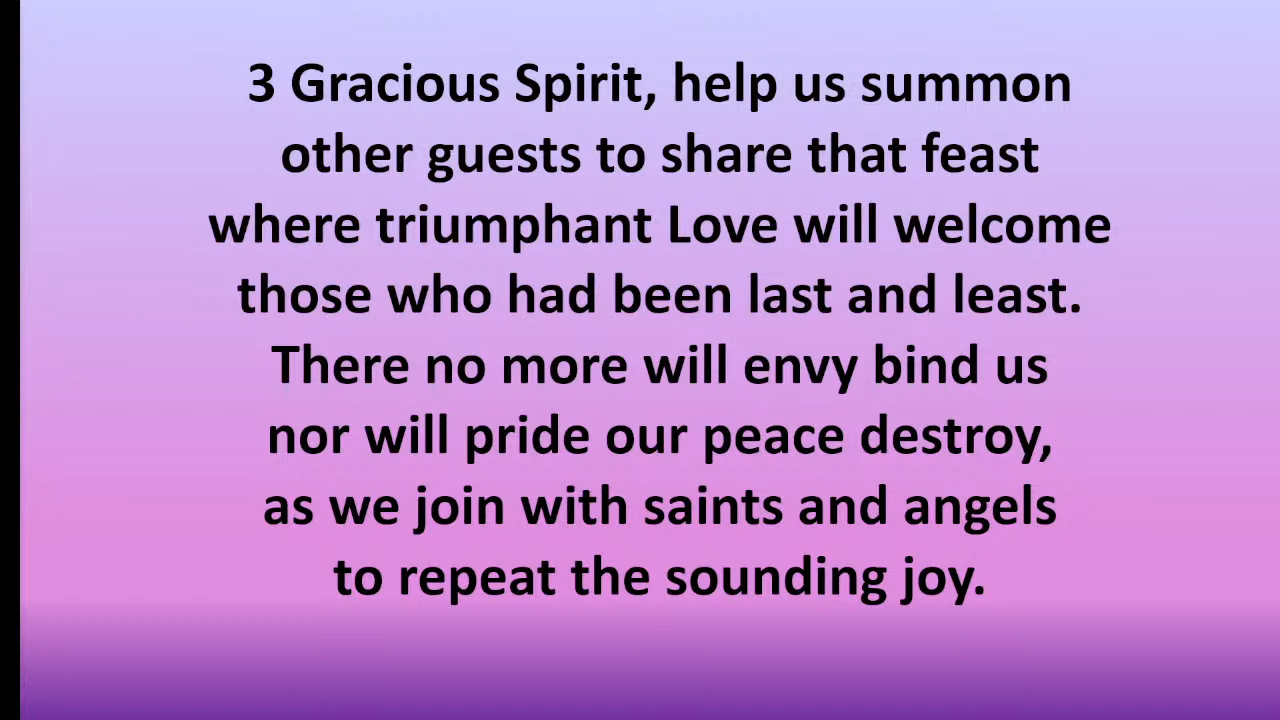 3 Gracious Spirit, help us summon
other guests to share that feast
where triumphant Love will welcome
those who had been last and least.
There no more will envy bind us
nor will pride our peace destroy,
as we join with saints and angels
to repeat the sounding joy.